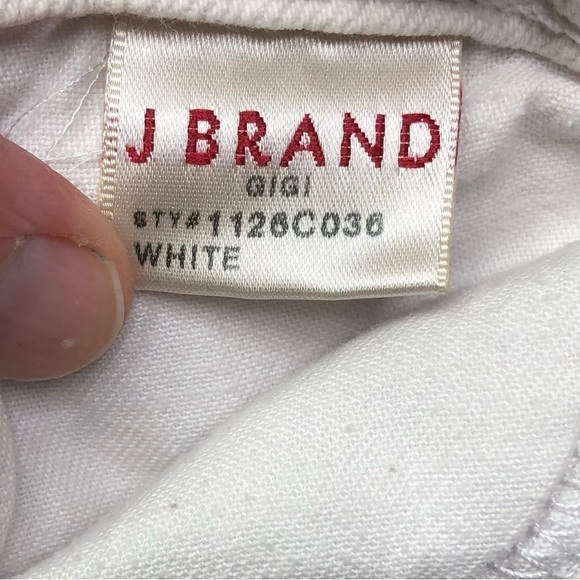 J BRAND
GIGI
STY# 1126C036
WHITE